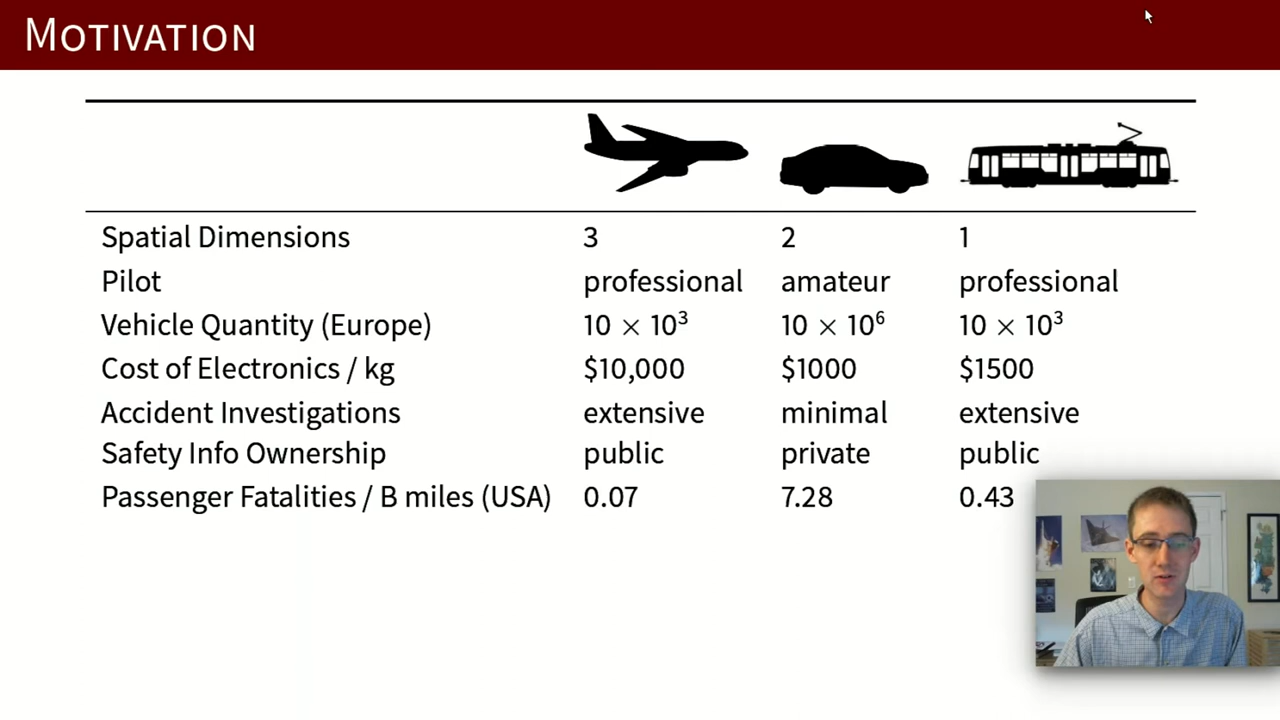 MOTIVATION
Spatial Dimensions 3 2 1
Pilot professional amateur professional
Vehicle Quantity (Europe) 10 × 10³ 10 × 10⁶ 10 × 10³
Cost of Electronics / kg $10,000 $1000 $1500
Accident Investigations extensive minimal extensive
Safety Info Ownership public private public
Passenger Fatalities / B miles (USA) 0.07 7.28 0.43